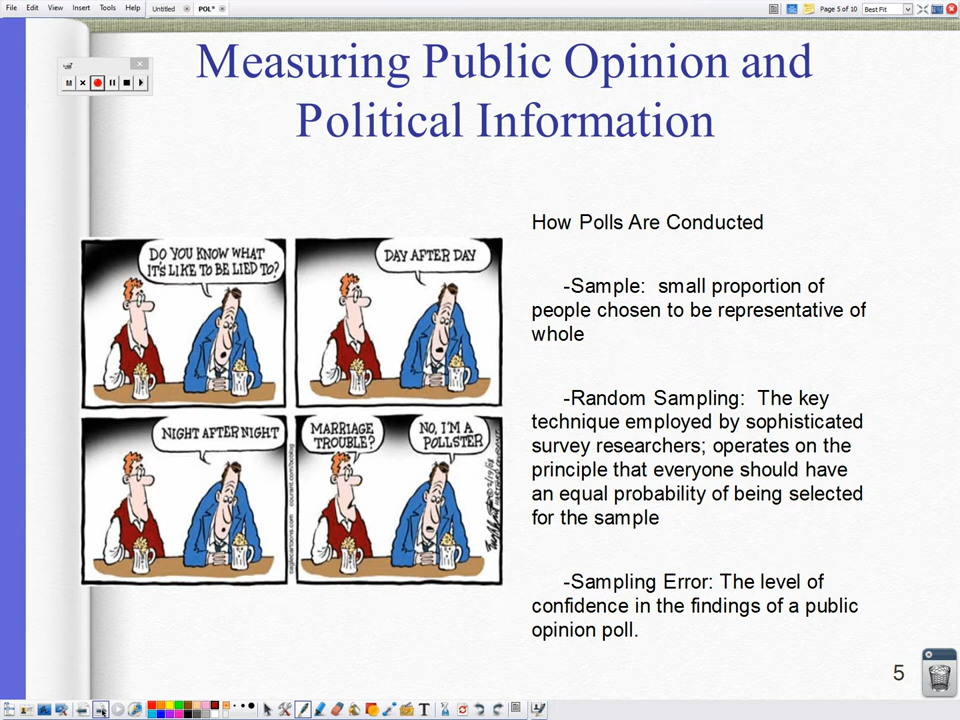 File Edit View Insert Tools Help Untitled POL* Page 5 of 10 Best Fit
Measuring Public Opinion and
Political Information
How Polls Are Conducted
-Sample: small proportion of
people chosen to be representative of
whole
-Random Sampling: The key
technique employed by sophisticated
survey researchers; operates on the
principle that everyone should have
an equal probability of being selected
for the sample
-Sampling Error: The level of
confidence in the findings of a public
opinion poll.
DO YOU KNOW WHAT
IT'S LIKE TO BE LIED TO?
DAY AFTER DAY
NIGHT AFTER NIGHT
MARRIAGE
TROUBLE?
NO, I'M A
POLLSTER
caglecartoons.com
5